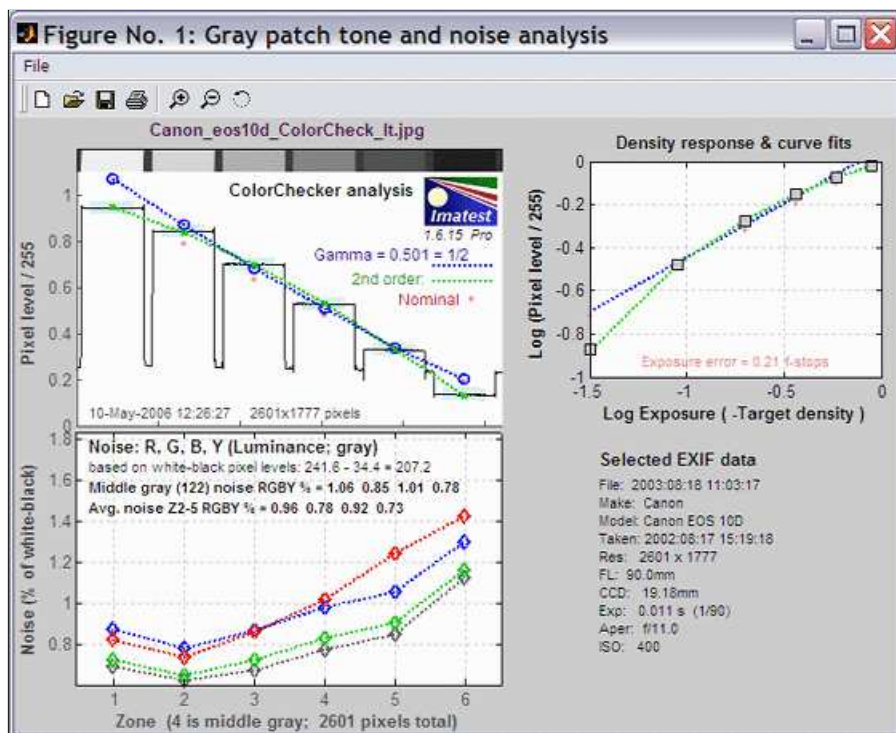 Figure No. 1: Gray patch tone and noise analysis
File
Canon_eos10d_ColorCheck_lt.jpg
ColorChecker analysis
Imatest
1.6.15 Pro
Gamma = 0.501 = 1/2
2nd order:
Nominal
Pixel level / 255
1
0.8
0.6
0.4
0.2
0
10-May-2006 12:26:27 2601x1777 pixels
Density response & curve fits
Log (Pixel level / 255)
0
-0.2
-0.4
-0.6
-0.8
-1
Exposure error = 0.21 f-stops
-1.5 -1 -0.5 0
Log Exposure ( -Target density )
Noise: R, G, B, Y (Luminance; gray)
based on white-black pixel levels: 241.6 - 34.4 = 207.2
Middle gray (122) noise RGBY % = 1.06 0.85 1.01 0.78
Avg. noise Z2-5 RGBY % = 0.96 0.78 0.92 0.73
Noise (% of white-black)
1.8
1.6
1.4
1.2
1
0.8
1 2 3 4 5 6
Zone (4 is middle gray; 2601 pixels total)
Selected EXIF data
File: 2003:08:18 11:03:17
Make: Canon
Model: Canon EOS 10D
Taken: 2002:08:17 15:19:18
Res: 2601 x 1777
FL: 90.0mm
CCD: 19.18mm
Exp: 0.011 s (1/90)
Aper: f/11.0
ISO: 400